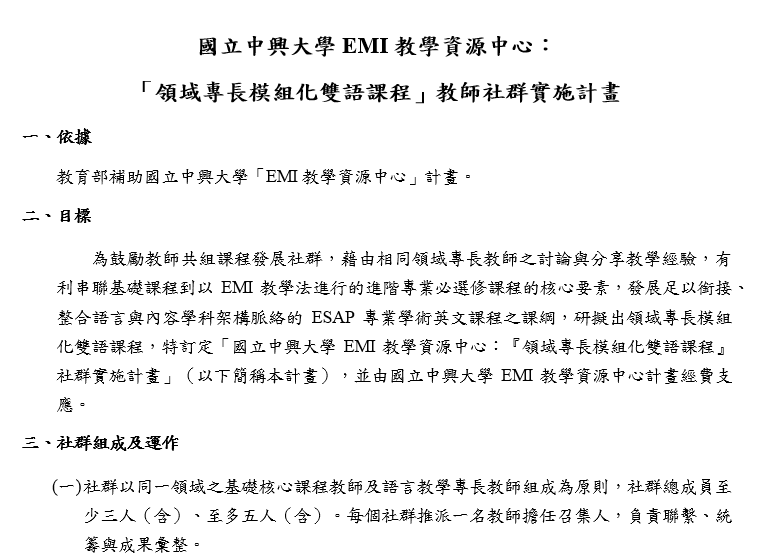 國立中興大學 EMI 教學資源中心：
「領域專長模組化雙語課程」教師社群實施計畫
一、依據
教育部補助國立中興大學「EMI 教學資源中心」計畫。
二、目標
為鼓勵教師共組課程發展社群，藉由相同領域專長教師之討論與分享教學經驗，有
利串聯基礎課程到以 EMI 教學法進行的進階專業必選修課程的核心要素，發展足以銜接、
整合語言與內容學科架構脈絡的 ESAP 專業學術英文課程之課綱，研擬出領域專長模組
化雙語課程，特訂定「國立中興大學 EMI 教學資源中心：『領域專長模組化雙語課程』
社群實施計畫」（以下簡稱本計畫），並由國立中興大學 EMI 教學資源中心計畫經費支
應。
三、社群組成及運作
(一)社群以同一領域之基礎核心課程教師及語言教學專長教師組成為原則，社群總成員至
少三人（含）、至多五人（含）。每個社群推派一名教師擔任召集人，負責聯繫、統
籌與成果彙整。